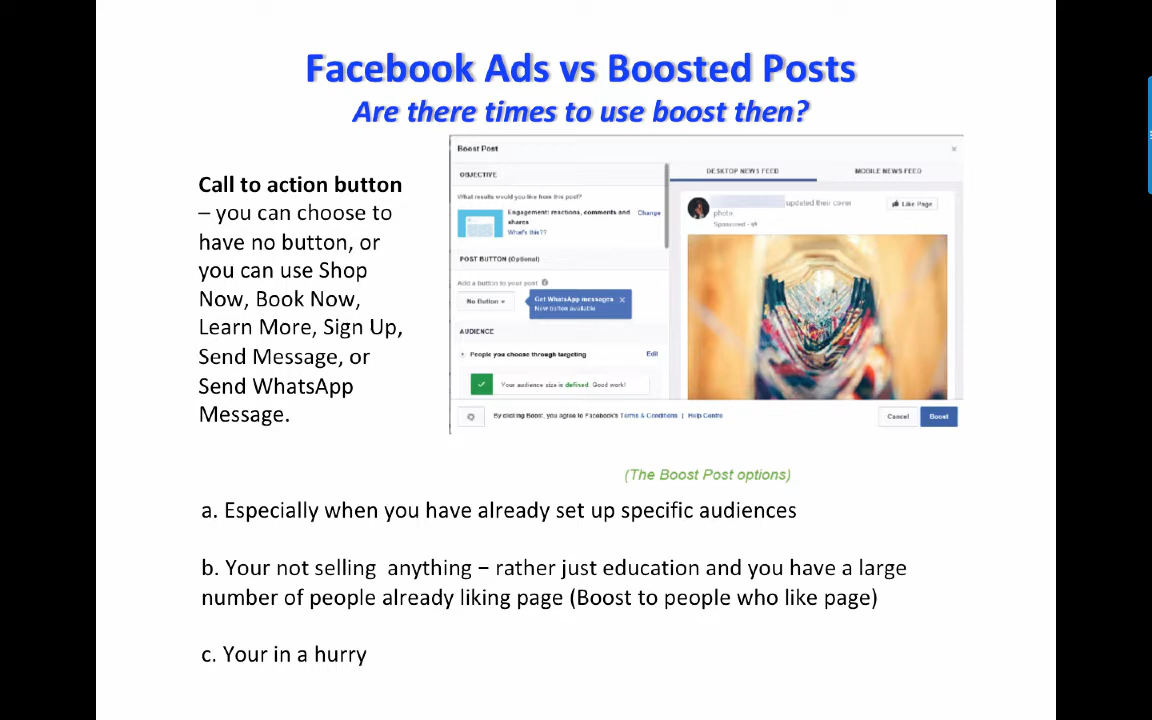 Facebook Ads vs Boosted Posts
Are there times to use boost then?
Call to action button
– you can choose to
have no button, or
you can use Shop
Now, Book Now,
Learn More, Sign Up,
Send Message, or
Send WhatsApp
Message.
Boost Post
×
OBJECTIVE
What results would you like from this post?
Engagement: reactions, comments and
shares
Change
What's this??
POST BUTTON (Optional)
Add a button to your post
No Button
Get WhatsApp messages
New button available
×
AUDIENCE
People you choose through targeting
Edit
Your audience size is defined. Good work!
DESKTOP NEWS FEED
MOBILE NEWS FEED
updated their cover
photo.
Sponsored
Like Page
By clicking Boost, you agree to Facebook's Terms & Conditions | Help Centre
Cancel
Boost
(The Boost Post options)
a. Especially when you have already set up specific audiences
b. Your not selling  anything – rather just education and you have a large
number of people already liking page (Boost to people who like page)
c. Your in a hurry